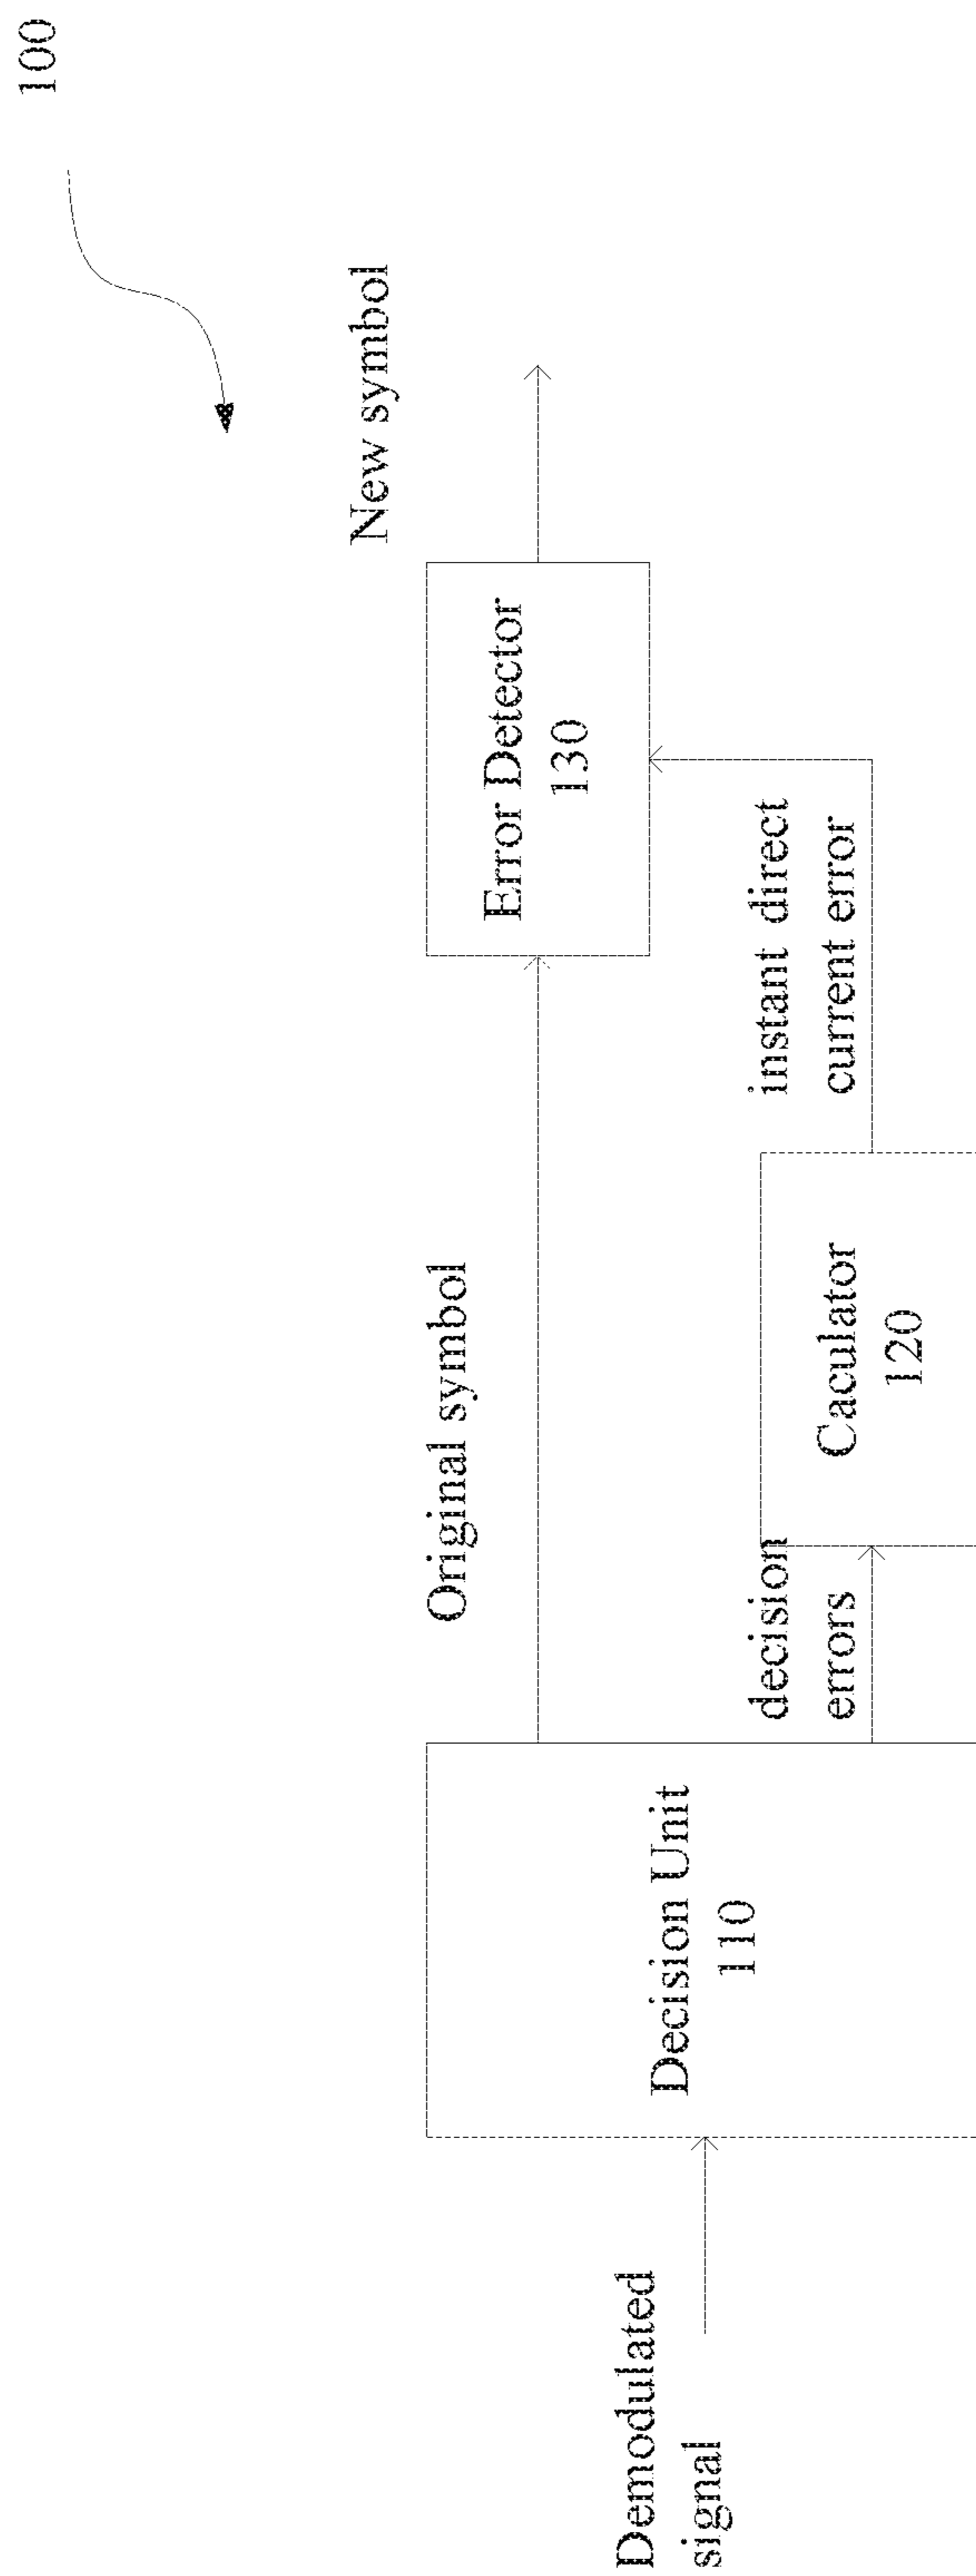 100
New symbol
Error Detector
130
Original symbol
instant direct
current error
Caculator
120
decision
errors
Decision Unit
110
Demodulated
signal